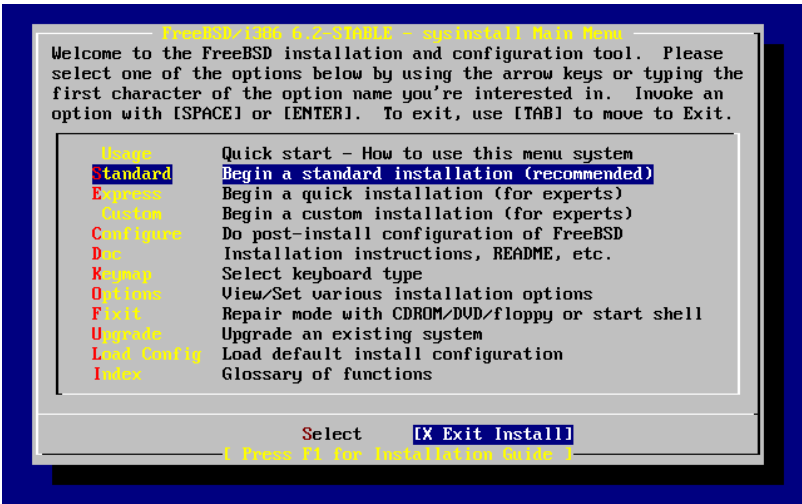 FreeBSD/i386 6.2-STABLE - sysinstall Main Menu
Welcome to the FreeBSD installation and configuration tool.  Please
select one of the options below by using the arrow keys or typing the
first character of the option name you're interested in.  Invoke an
option with [SPACE] or [ENTER].  To exit, use [TAB] to move to Exit.
Usage Quick start - How to use this menu system
Standard Begin a standard installation (recommended)
Express Begin a quick installation (for experts)
Custom Begin a custom installation (for experts)
Configure Do post-install configuration of FreeBSD
Doc Installation instructions, README, etc.
Keymap Select keyboard type
Options View/Set various installation options
Fixit Repair mode with CDROM/DVD/floppy or start shell
Upgrade Upgrade an existing system
Load Config Load default install configuration
Index Glossary of functions
Select [X Exit Install]
[ Press F1 for Installation Guide ]